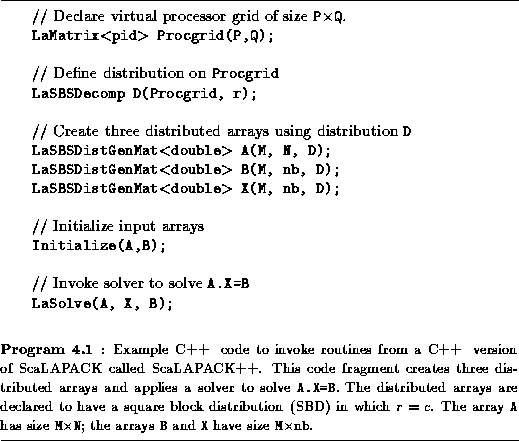 // Declare virtual processor grid of size P×Q.
LaMatrix<pid> Procgrid(P,Q);
// Define distribution on Procgrid
LaSBSDecomp D(Procgrid, r);
// Create three distributed arrays using distribution D
LaSBSDistGenMat<double> A(M, N, D);
LaSBSDistGenMat<double> B(M, nb, D);
LaSBSDistGenMat<double> X(M, nb, D);
// Initialize input arrays
Initialize(A,B);
// Invoke solver to solve A.X=B
LaSolve(A, X, B);
Program 4.1 : Example C++ code to invoke routines from a C++ version
of ScaLAPACK called ScaLAPACK++. This code fragment creates three dis-
tributed arrays and applies a solver to solve A.X=B. The distributed arrays are
declared to have a square block distribution (SBD) in which r = c. The array A
has size M×N; the arrays B and X have size M×nb.